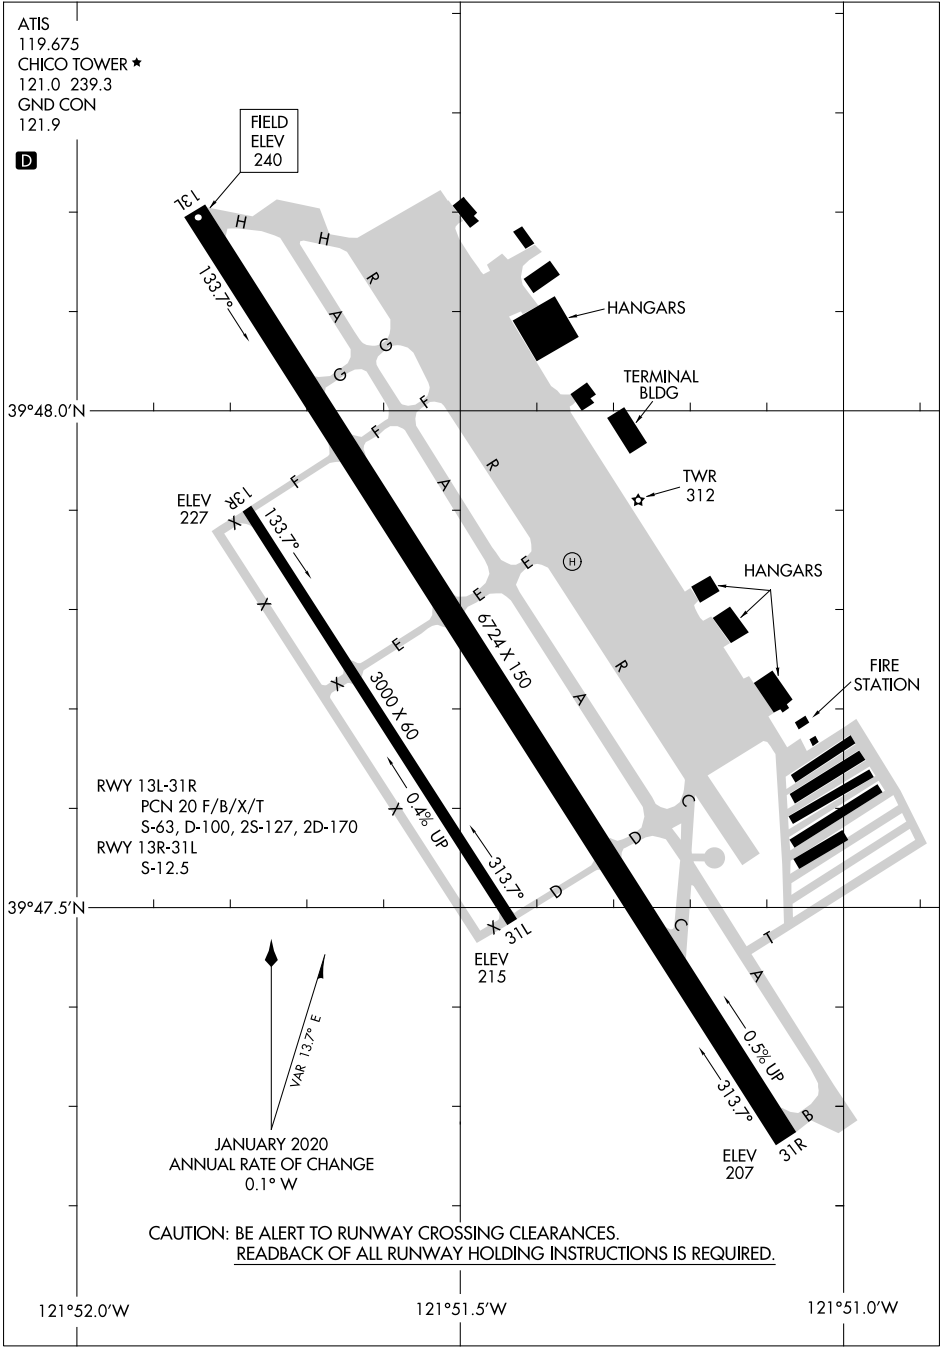 ATIS
119.675
CHICO TOWER ★
121.0 239.3
GND CON
121.9
D
FIELD
ELEV
240
13L
H
H
R
133.7°
A
G
G
HANGARS
TERMINAL
BLDG
39°48.0'N
F
F
F
R
A
TWR
312
ELEV
227
13R
X
133.7°
E
H
HANGARS
E
X
E
6724 X 150
R
FIRE
STATION
X
3000 X 60
A
RWY 13L-31R
PCN 20 F/B/X/T
S-63, D-100, 2S-127, 2D-170
RWY 13R-31L
S-12.5
X
0.4% UP
C
D
313.7°
D
39°47.5'N
X
31L
C
T
ELEV
215
A
VAR 13.7° E
0.5% UP
313.7°
B
31R
JANUARY 2020
ANNUAL RATE OF CHANGE
0.1° W
ELEV
207
CAUTION: BE ALERT TO RUNWAY CROSSING CLEARANCES.
READBACK OF ALL RUNWAY HOLDING INSTRUCTIONS IS REQUIRED.
121°52.0'W
121°51.5'W
121°51.0'W